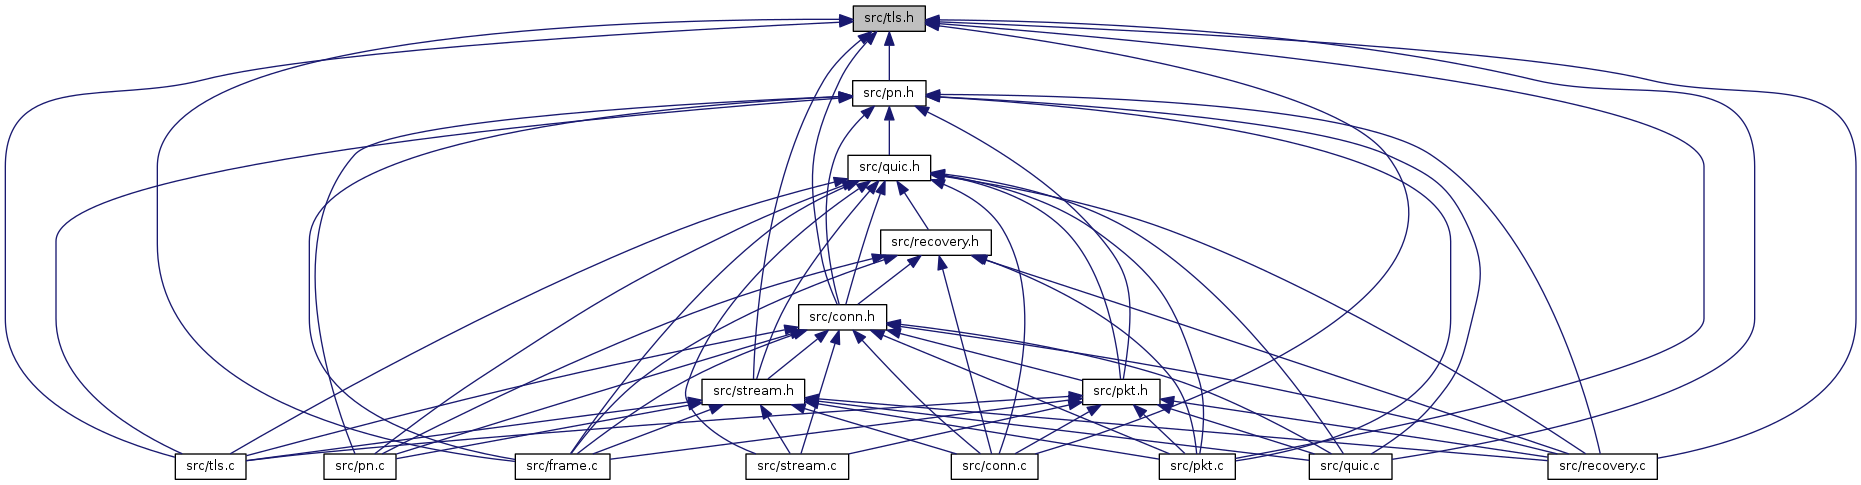 src/tls.h
src/pn.h
src/quic.h
src/recovery.h
src/conn.h
src/stream.h
src/pkt.h
src/tls.c
src/pn.c
src/frame.c
src/stream.c
src/conn.c
src/pkt.c
src/quic.c
src/recovery.c